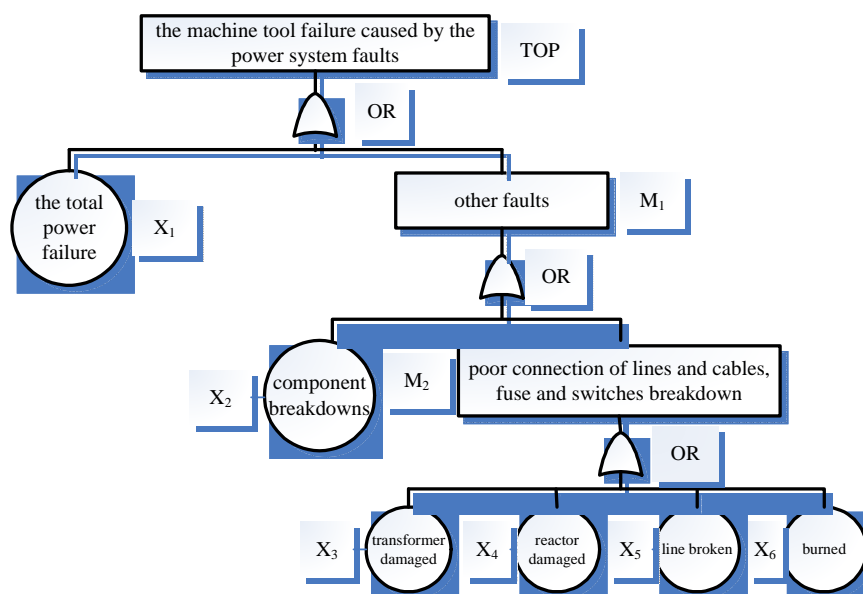 the machine tool failure caused by the
power system faults
TOP
OR
the total
power
failure
X₁
other faults
M₁
OR
X₂
component
breakdowns
M₂
poor connection of lines and cables,
fuse and switches breakdown
OR
X₃
transformer
damaged
X₄
reactor
damaged
X₅
line broken
X₆
burned